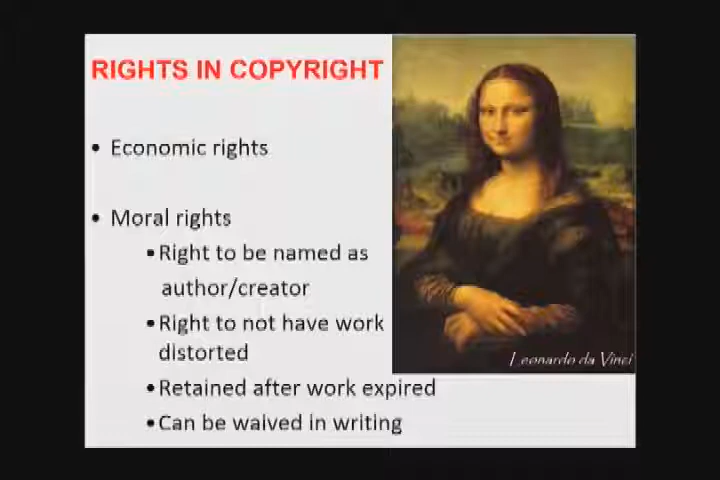 RIGHTS IN COPYRIGHT
• Economic rights
• Moral rights
•Right to be named as
author/creator
•Right to not have work
distorted
•Retained after work expired
•Can be waived in writing
Leonardo da Vinci